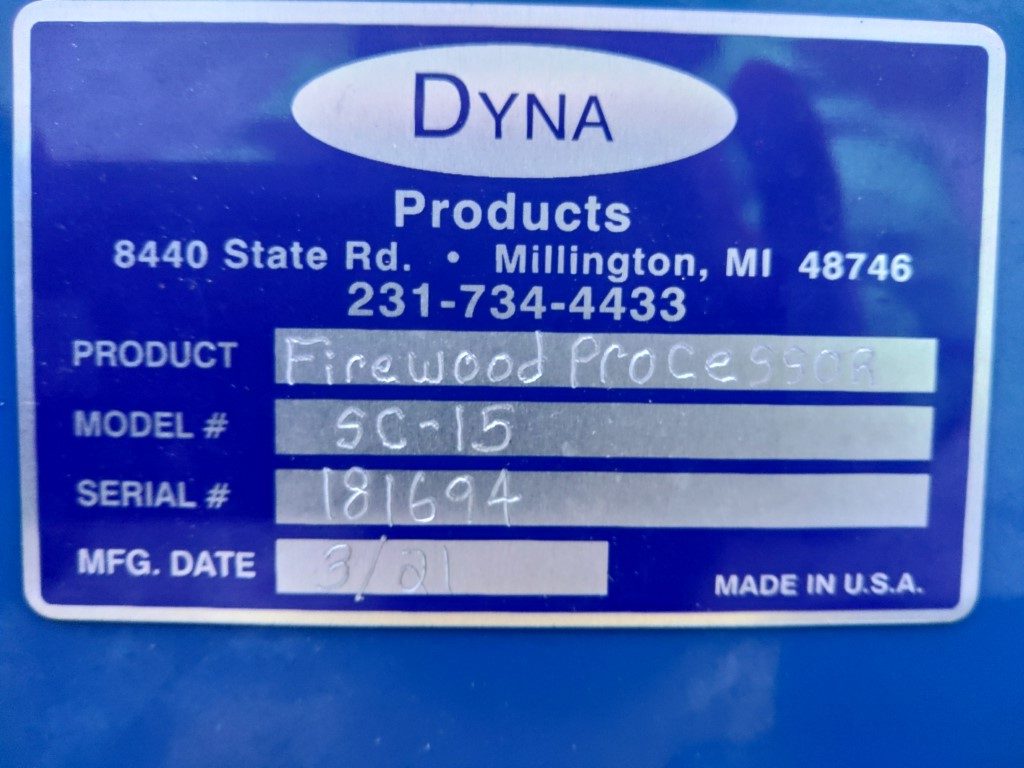 DYNA
Products
8440 State Rd. • Millington, MI 48746
231-734-4433
PRODUCT Firewood Processor
MODEL # SC-15
SERIAL # 181694
MFG. DATE 3/21
MADE IN U.S.A.